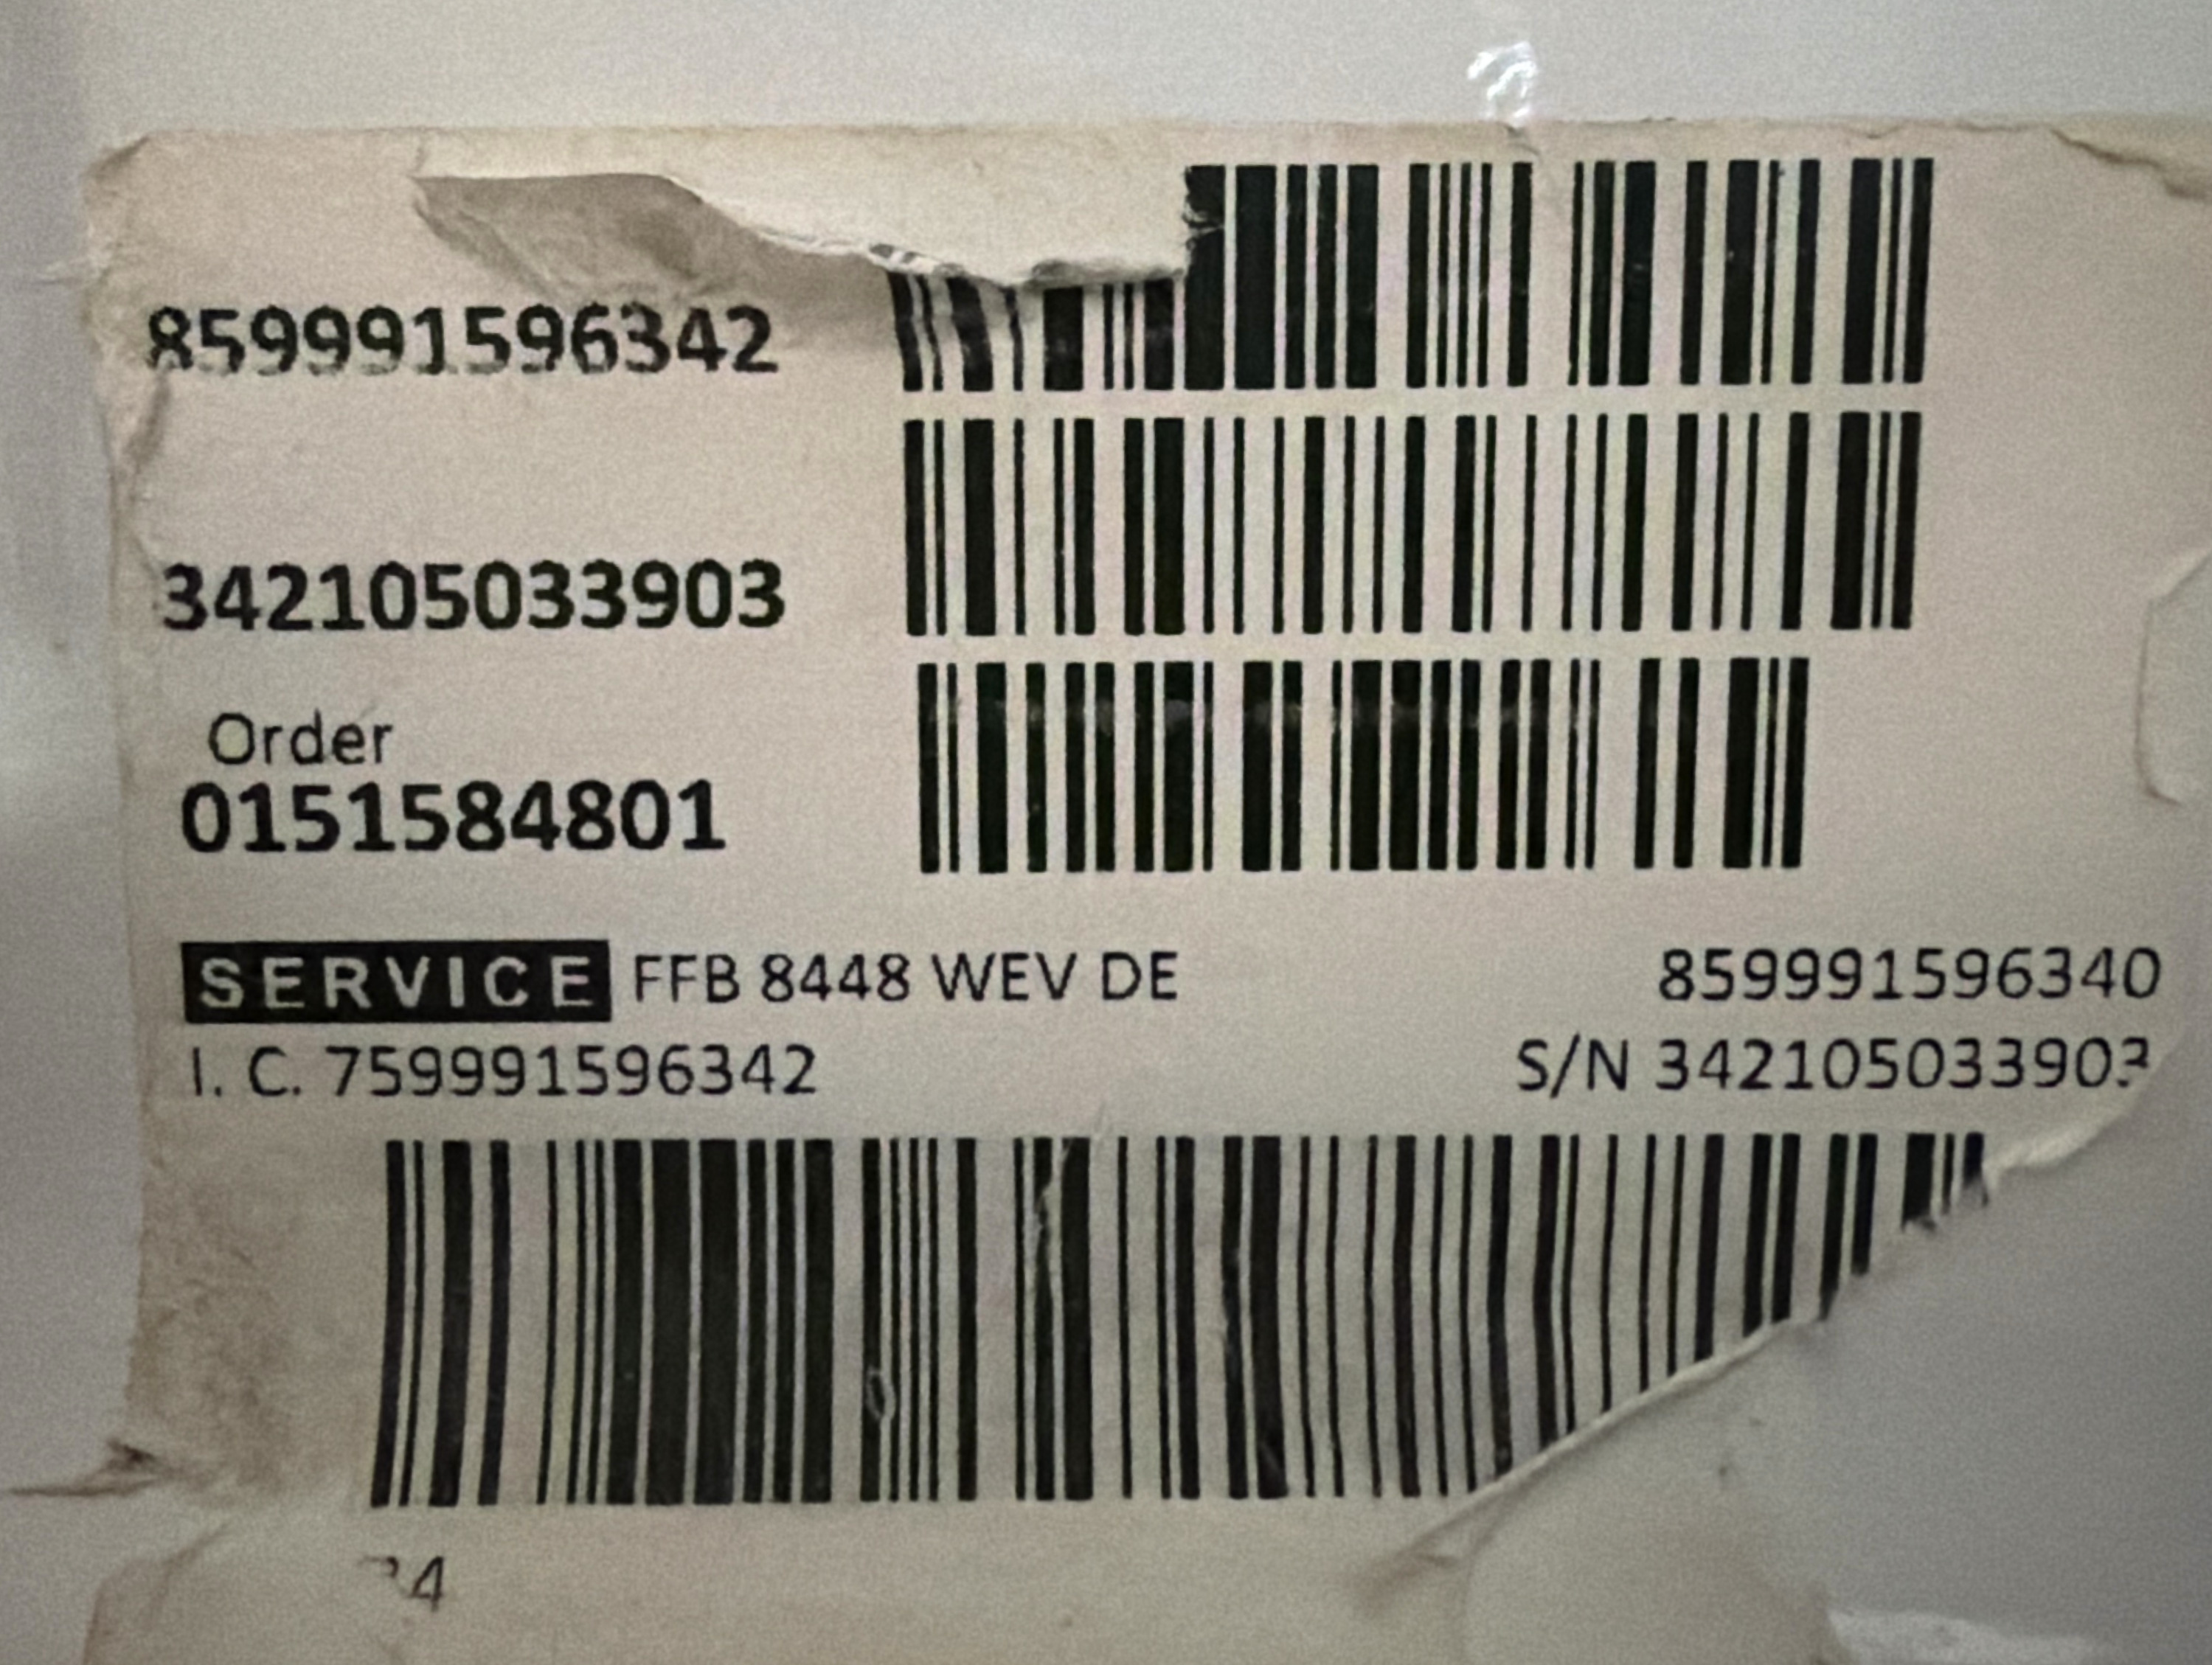 859991596342
342105033903
Order
0151584801
SERVICE FFB 8448 WEV DE 859991596340
I. C. 759991596342 S/N 342105033903